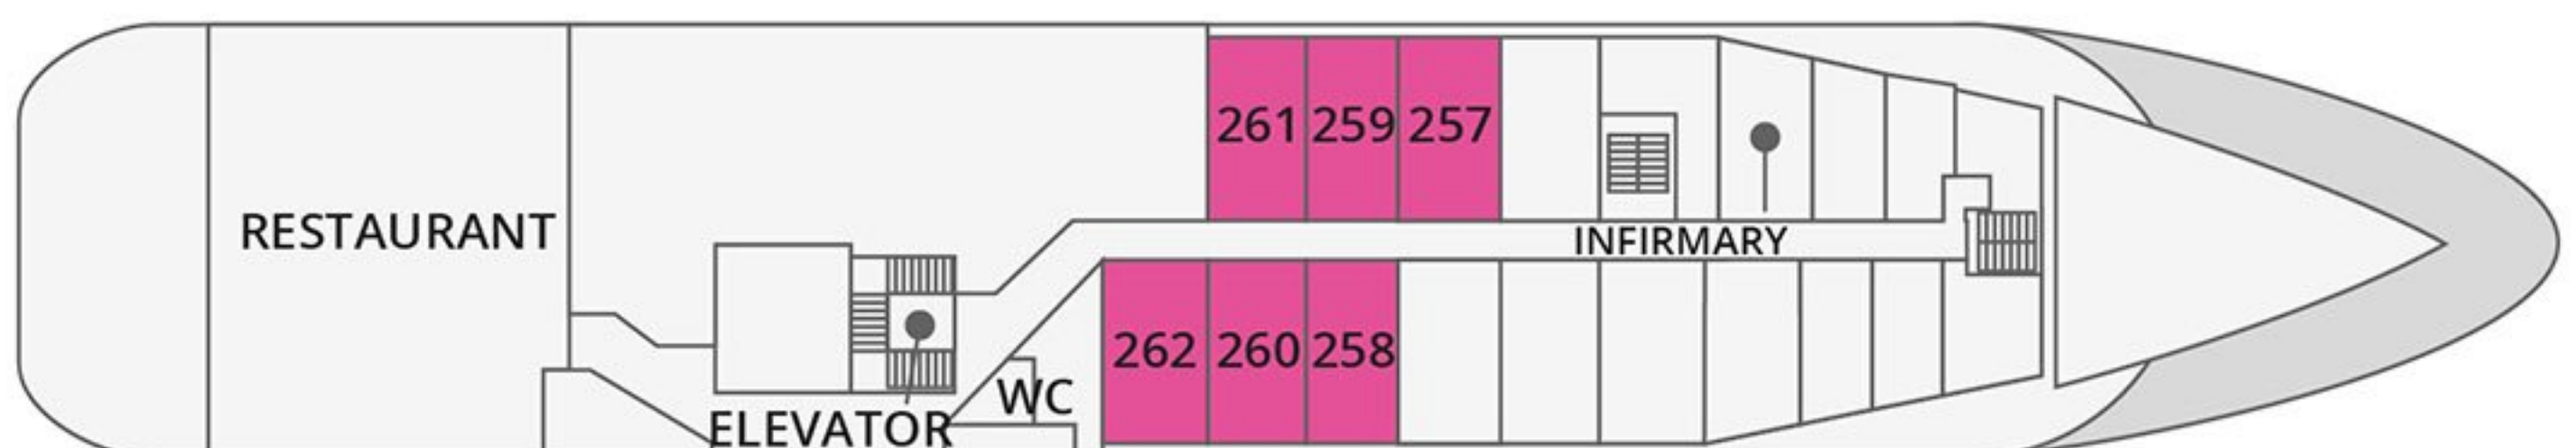 261 259 257
RESTAURANT
INFIRMARY
262 260 258
WC
ELEVATOR